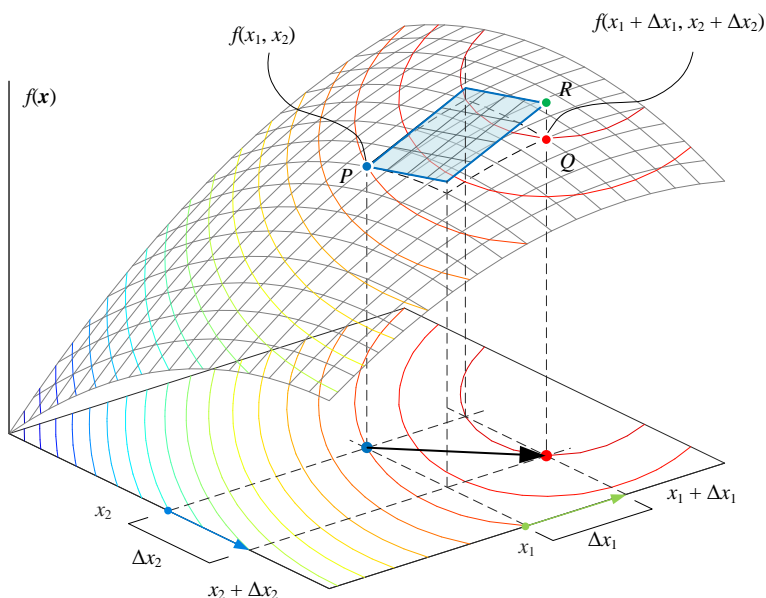 f(x₁ + Δx₁, x₂ + Δx₂)
f(x₁, x₂)
f(x)
R
Q
P
x₁ + Δx₁
x₂
Δx₁
x₁
Δx₂
x₂ + Δx₂